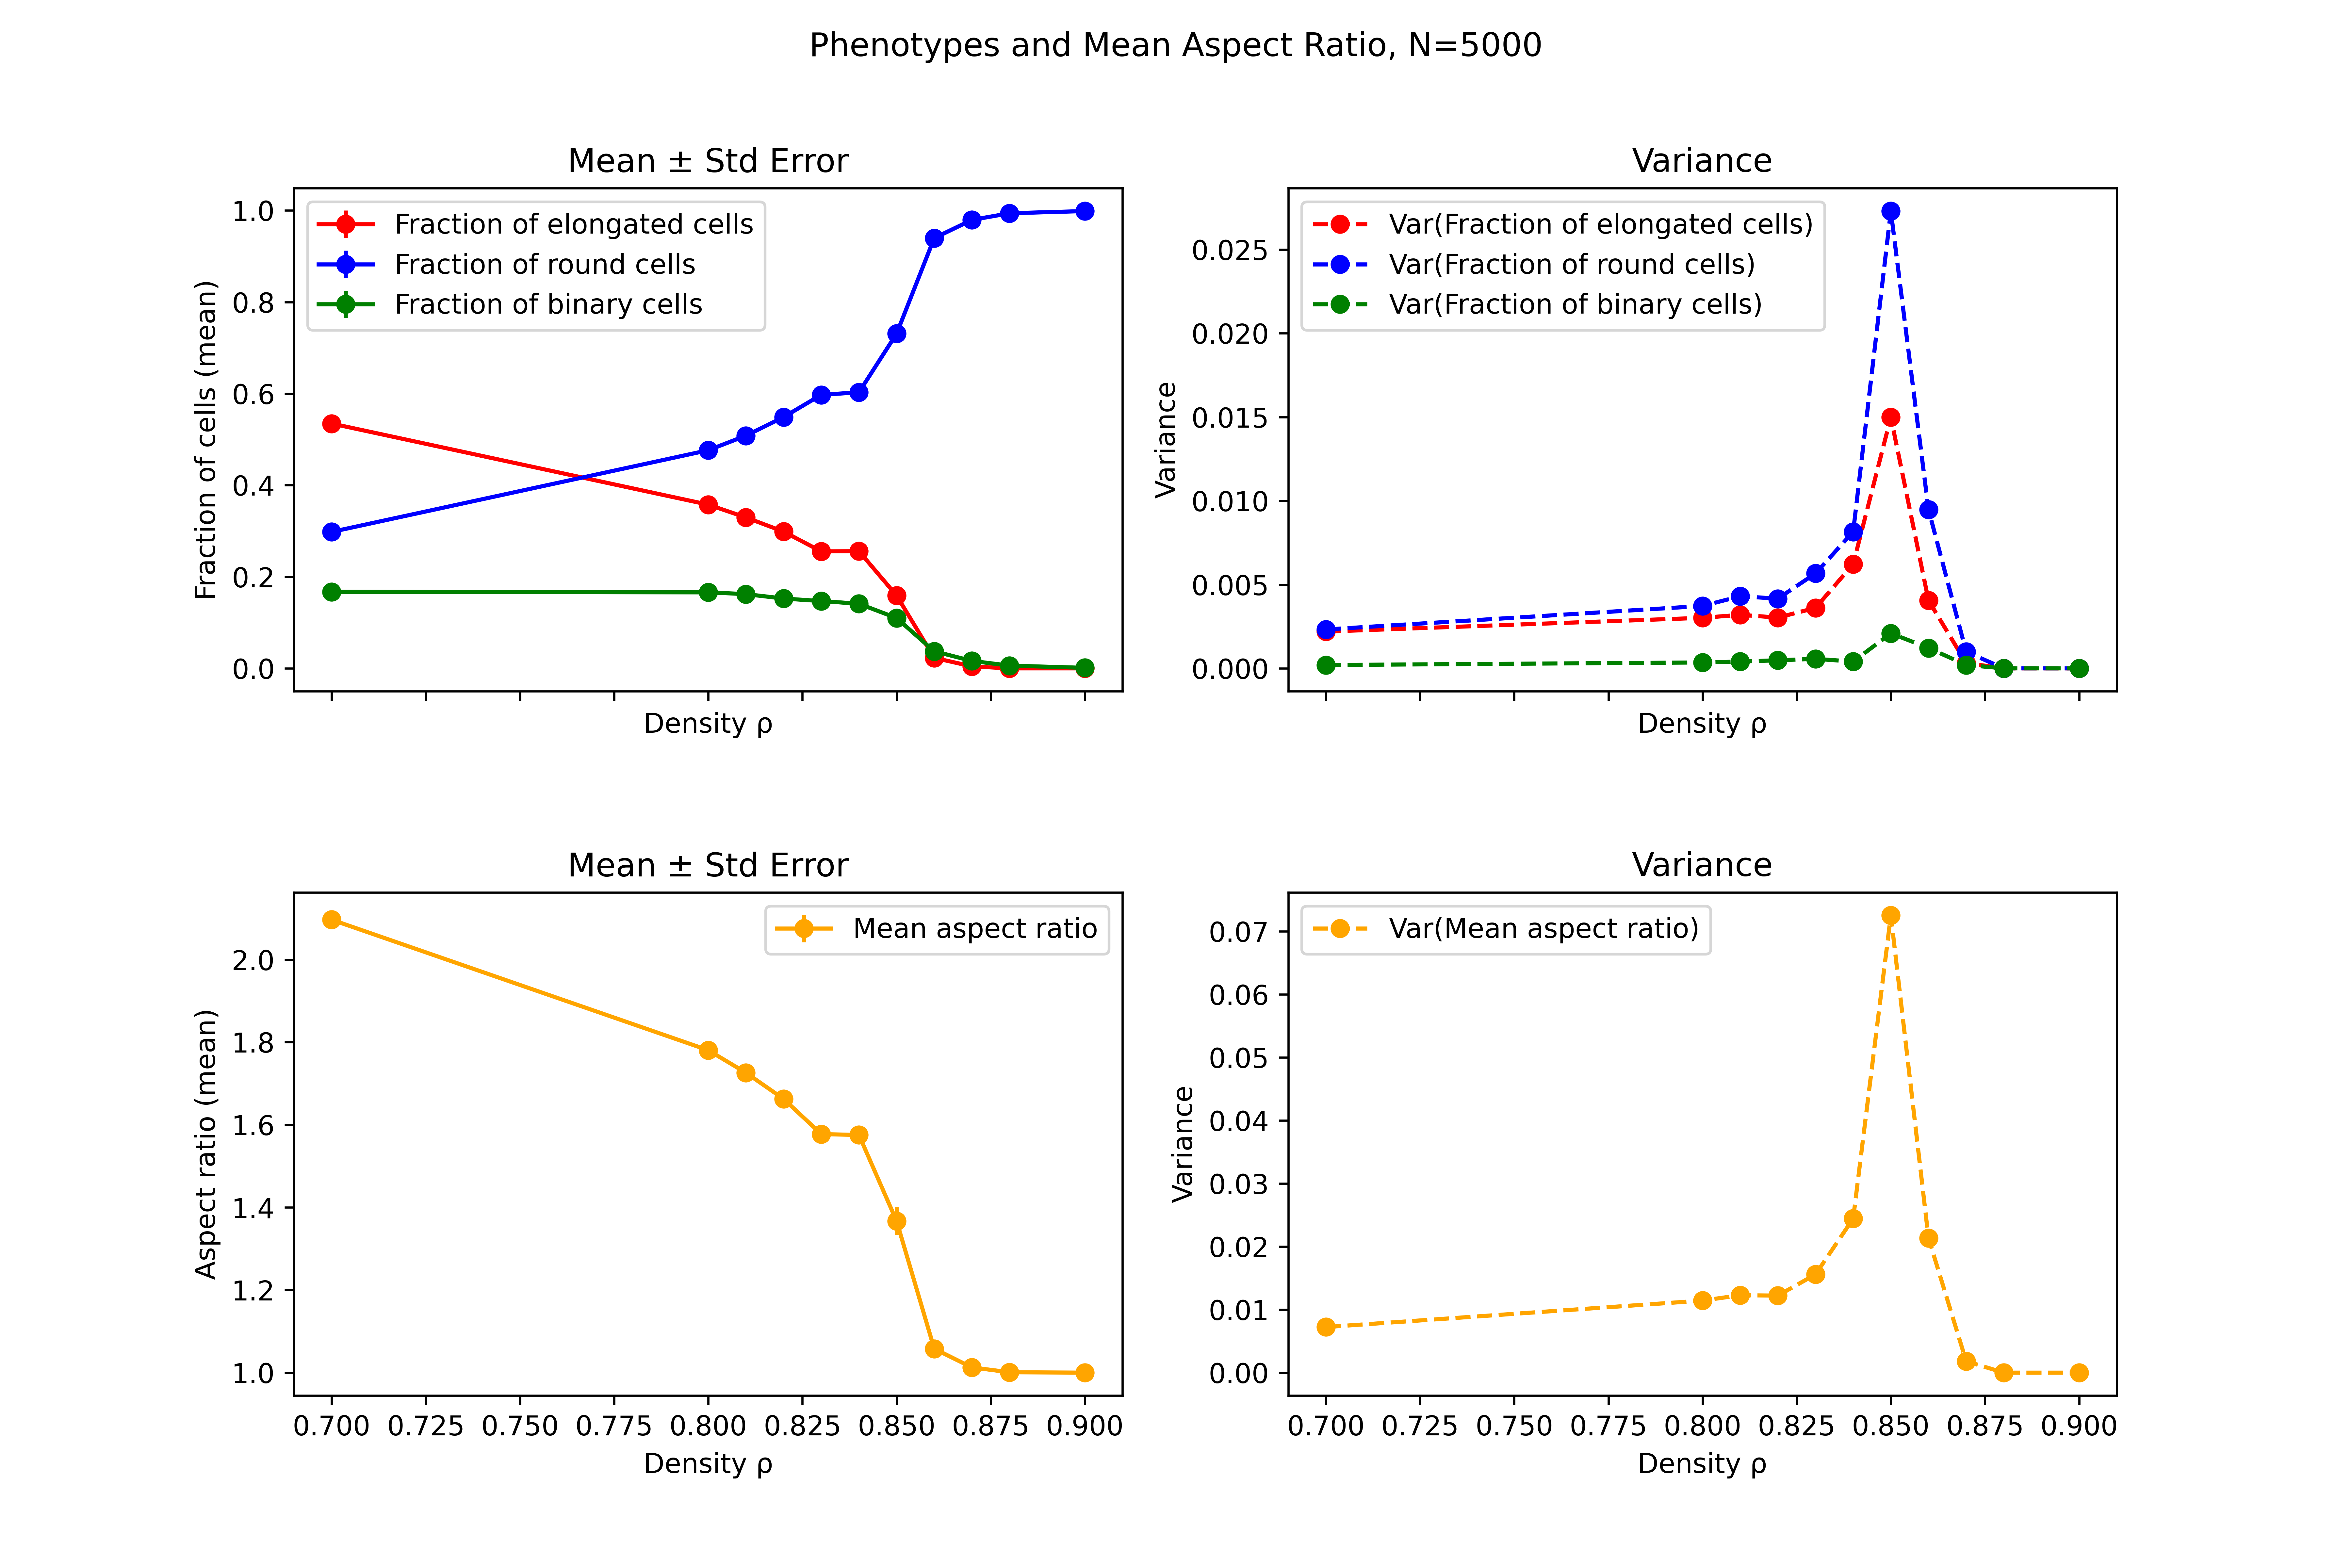 Phenotypes and Mean Aspect Ratio, N=5000
Mean ± Std Error
Fraction of elongated cells
Fraction of round cells
Fraction of binary cells
1.0
0.8
0.6
0.4
0.2
0.0
Fraction of cells (mean)
Density ρ
Variance
Var(Fraction of elongated cells)
Var(Fraction of round cells)
Var(Fraction of binary cells)
0.025
0.020
0.015
0.010
0.005
0.000
Variance
Density ρ
Mean ± Std Error
Mean aspect ratio
2.0
1.8
1.6
1.4
1.2
1.0
Aspect ratio (mean)
0.700 0.725 0.750 0.775 0.800 0.825 0.850 0.875 0.900
Density ρ
Variance
Var(Mean aspect ratio)
0.07
0.06
0.05
0.04
0.03
0.02
0.01
0.00
Variance
0.700 0.725 0.750 0.775 0.800 0.825 0.850 0.875 0.900
Density ρ